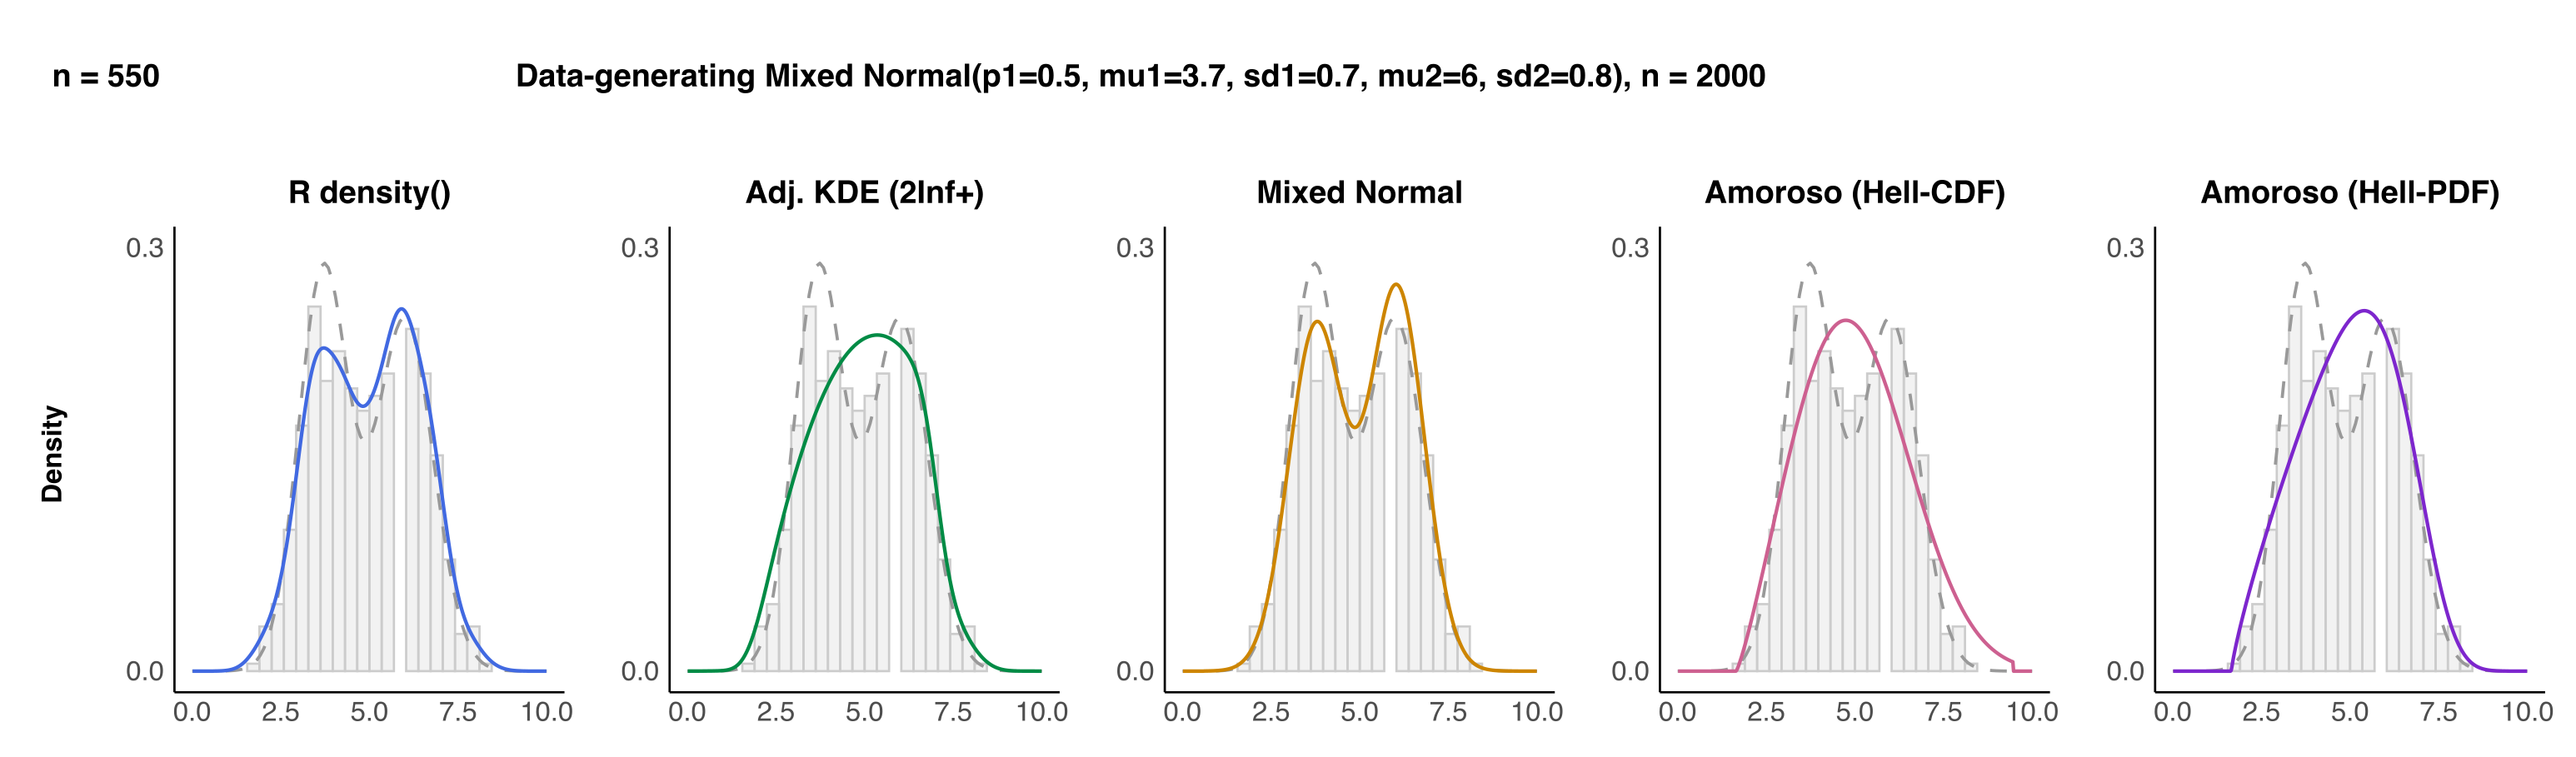 n = 550
Data-generating Mixed Normal(p1=0.5, mu1=3.7, sd1=0.7, mu2=6, sd2=0.8), n = 2000
R density()
Adj. KDE (2Inf+)
Mixed Normal
Amoroso (Hell-CDF)
Amoroso (Hell-PDF)
0.3 0.3 0.3 0.3 0.3
Density
0.0 0.0 0.0 0.0 0.0
0.0 2.5 5.0 7.5 10.0
0.0 2.5 5.0 7.5 10.0
0.0 2.5 5.0 7.5 10.0
0.0 2.5 5.0 7.5 10.0
0.0 2.5 5.0 7.5 10.0